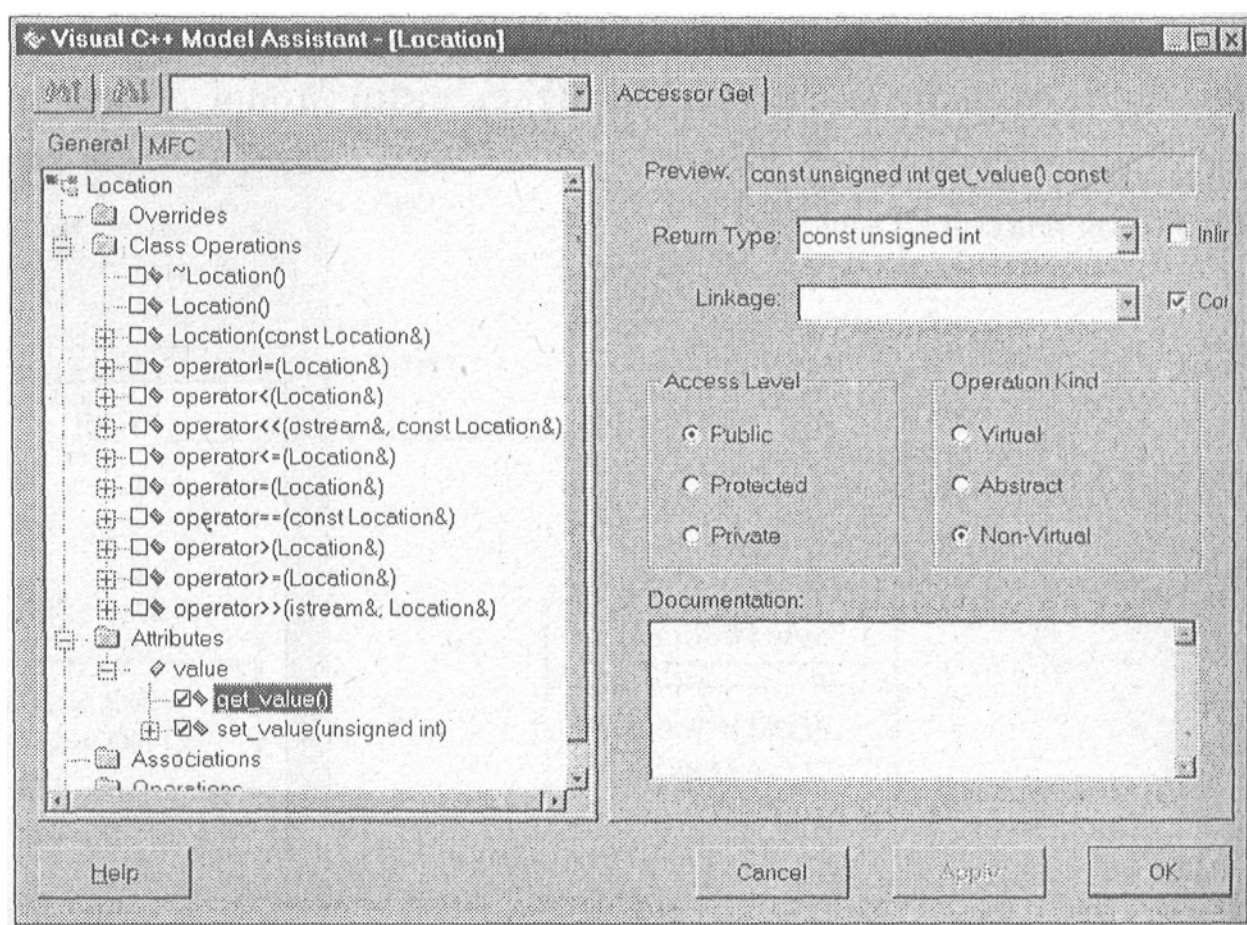 Visual C++ Model Assistant - [Location]
General
MFC
Location
Overrides
Class Operations
~Location()
Location()
Location(const Location&)
operator!=(Location&)
operator<(Location&)
operator<<(ostream&, const Location&)
operator<=(Location&)
operator=(Location&)
operator==(const Location&)
operator>(Location&)
operator>=(Location&)
operator>>(istream&, Location&)
Attributes
value
get_value()
set_value(unsigned int)
Associations
Operations
Accessor Get
Preview: const unsigned int get_value() const
Return Type: const unsigned int
Inlir
Linkage:
Cor
Access Level
Public
Protected
Private
Operation Kind
Virtual
Abstract
Non-Virtual
Documentation:
Help
Cancel
Apply
OK